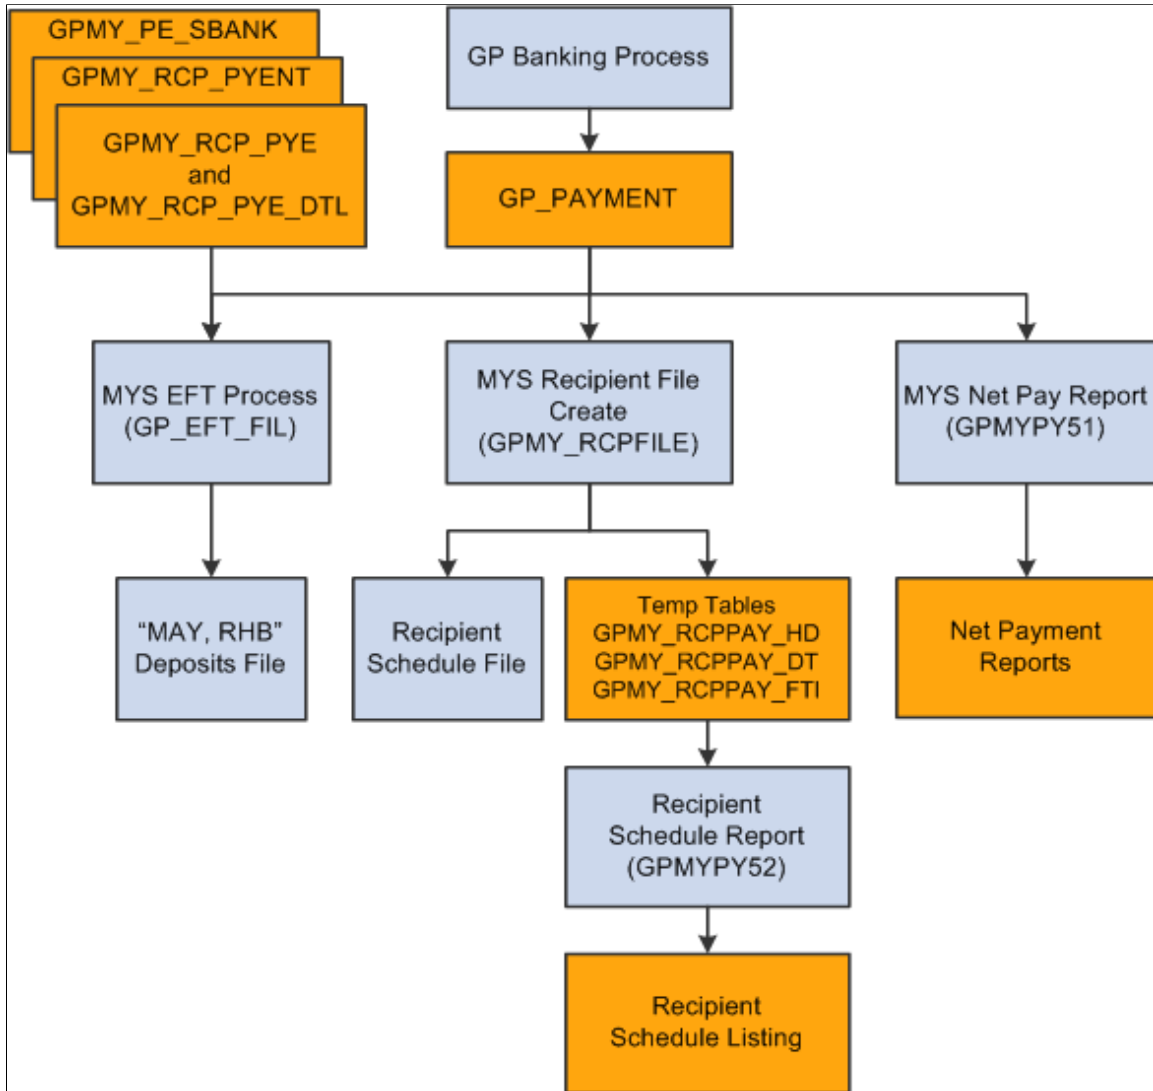 GPMY_PE_SBANK
GPMY_RCP_PYENT
GPMY_RCP_PYE
and
GPMY_RCP_PYE_DTL
GP Banking Process
GP_PAYMENT
MYS EFT Process
(GP_EFT_FIL)
MYS Recipient File
Create
(GPMY_RCPFILE)
MYS Net Pay Report
(GPMYPY51)
“MAY, RHB”
Deposits File
Recipient
Schedule File
Temp Tables
GPMY_RCPPAY_HD
GPMY_RCPPAY_DT
GPMY_RCPPAY_FTI
Net Payment
Reports
Recipient
Schedule Report
(GPMYPY52)
Recipient
Schedule Listing